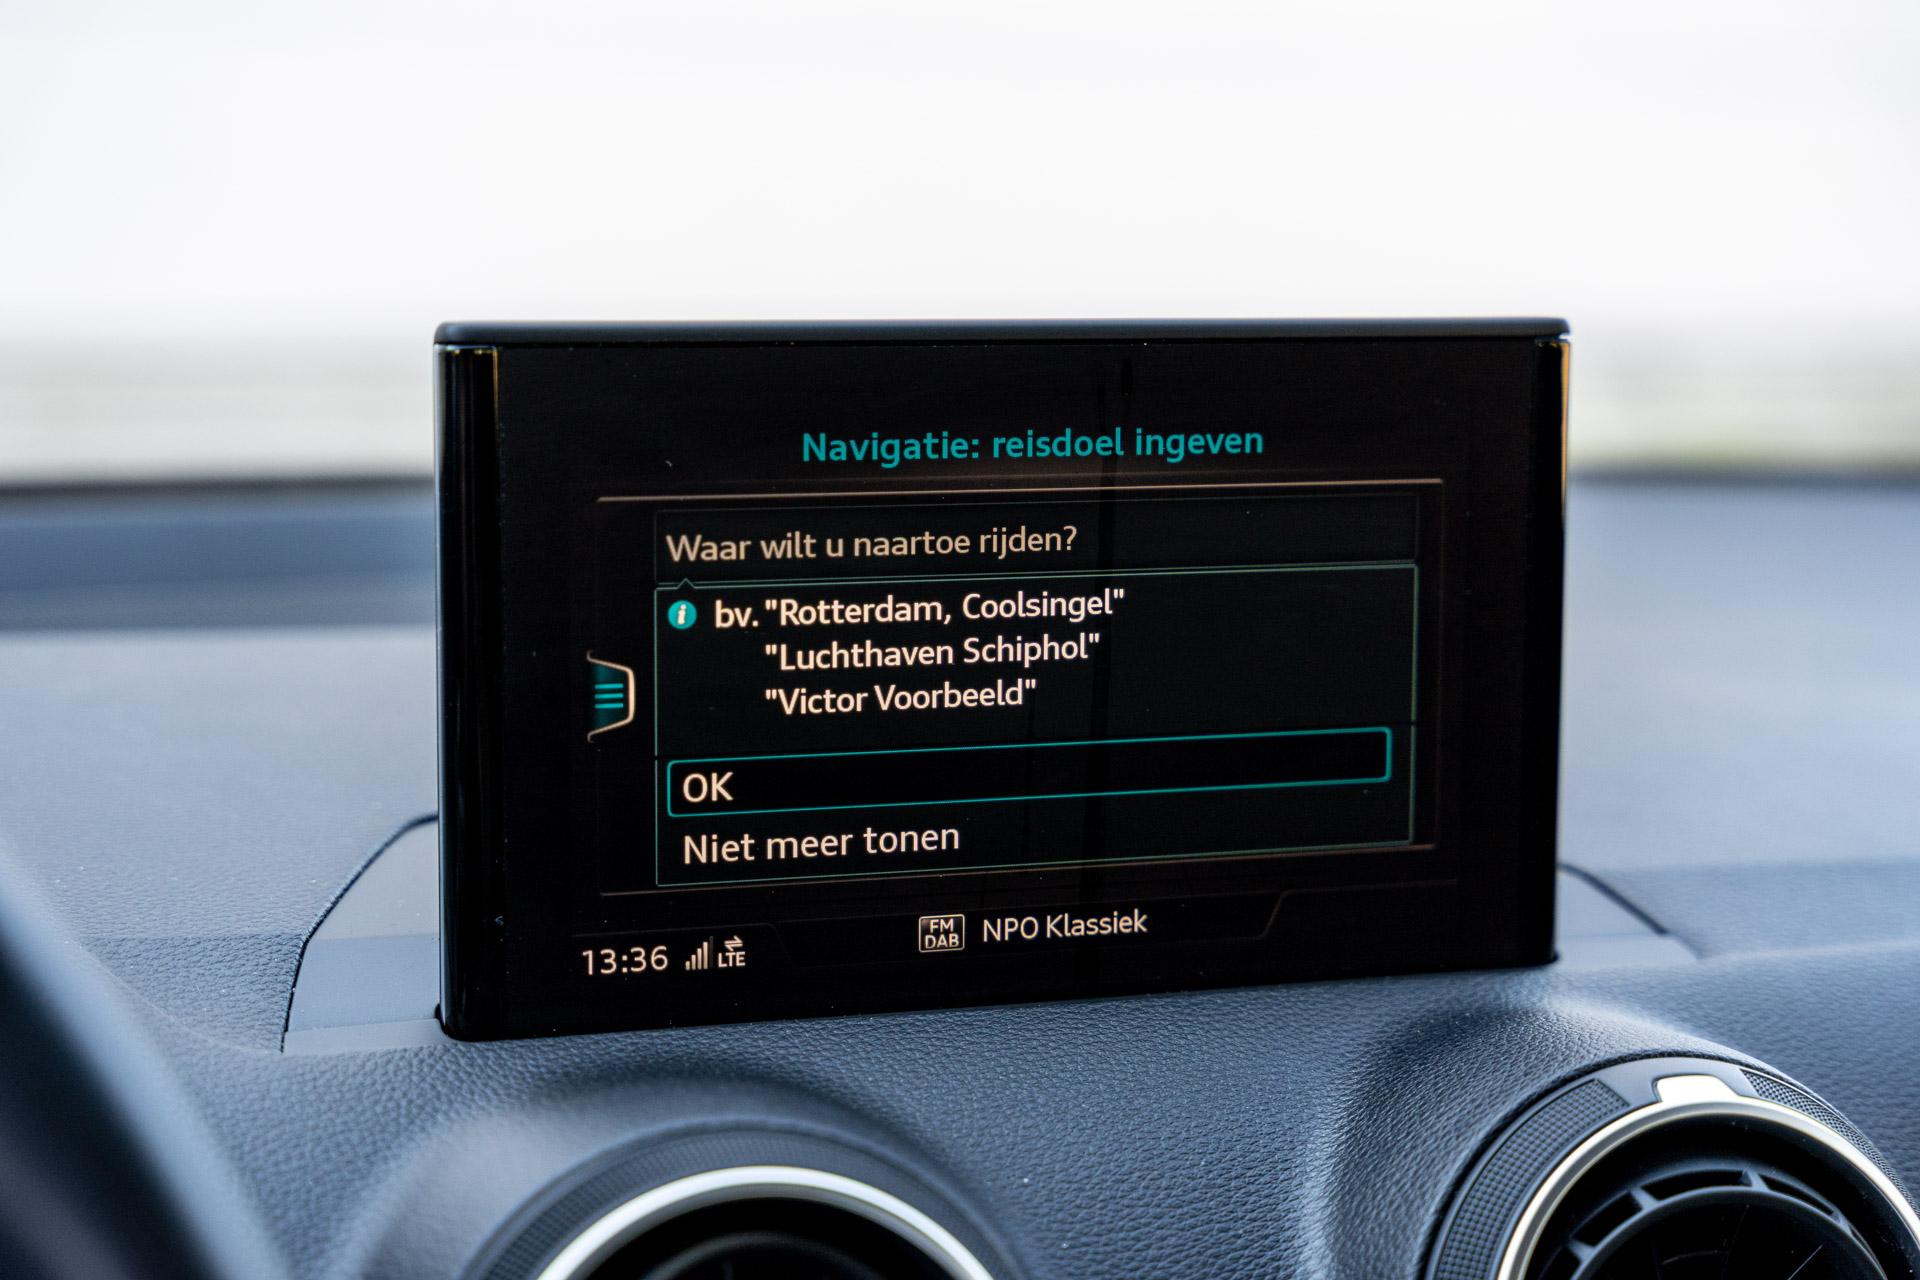 Navigatie: reisdoel ingeven
Waar wilt u naartoe rijden?
i bv. "Rotterdam, Coolsingel"
"Luchthaven Schiphol"
"Victor Voorbeeld"
OK
Niet meer tonen
FM DAB NPO Klassiek
13:36 LTE